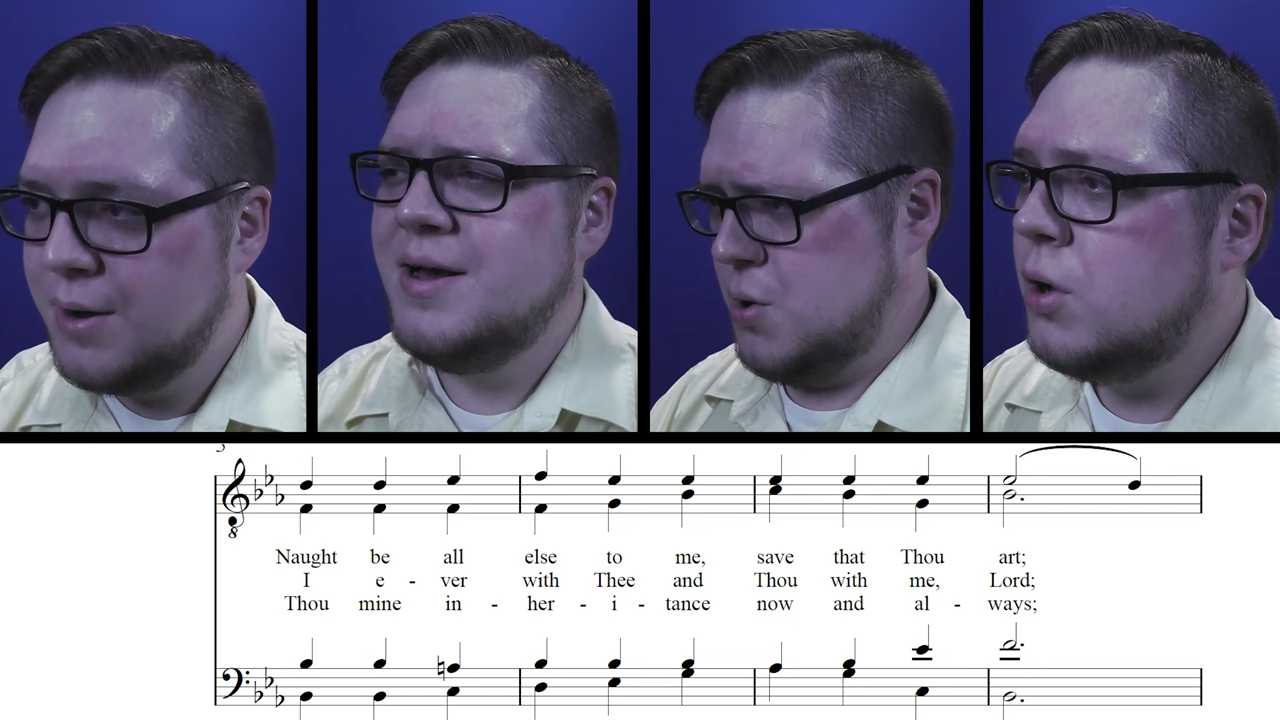 Naught be all else to me, save that Thou art;
I e - ver with Thee and Thou with me, Lord;
Thou mine in - her - i - tance now and al - ways;